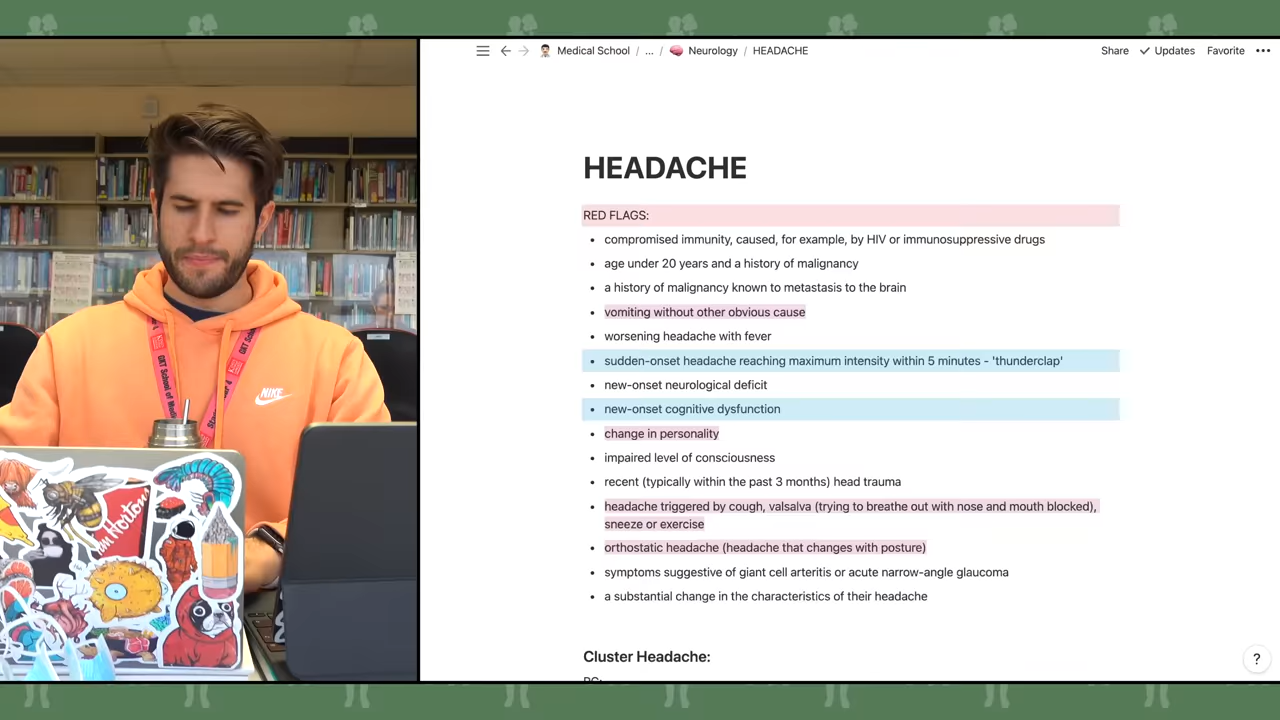 Medical School / ... / Neurology / HEADACHE
Share Updates Favorite •••
HEADACHE
RED FLAGS:
• compromised immunity, caused, for example, by HIV or immunosuppressive drugs
• age under 20 years and a history of malignancy
• a history of malignancy known to metastasis to the brain
• vomiting without other obvious cause
• worsening headache with fever
• sudden-onset headache reaching maximum intensity within 5 minutes - 'thunderclap'
• new-onset neurological deficit
• new-onset cognitive dysfunction
• change in personality
• impaired level of consciousness
• recent (typically within the past 3 months) head trauma
• headache triggered by cough, valsalva (trying to breathe out with nose and mouth blocked),
sneeze or exercise
• orthostatic headache (headache that changes with posture)
• symptoms suggestive of giant cell arteritis or acute narrow-angle glaucoma
• a substantial change in the characteristics of their headache
Cluster Headache:
?
NIKE
GKT School of